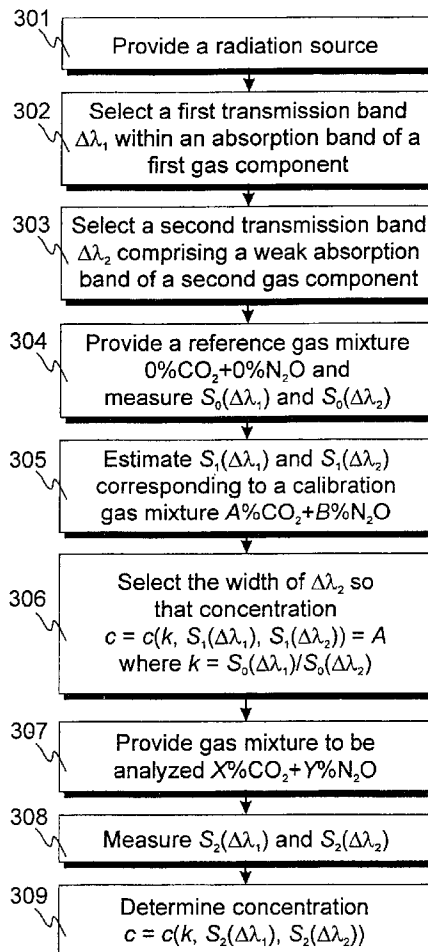 301
Provide a radiation source
302
Select a first transmission band
Δλ₁ within an absorption band of a
first gas component
303
Select a second transmission band
Δλ₂ comprising a weak absorption
band of a second gas component
304
Provide a reference gas mixture
0%CO₂+0%N₂O and
measure S₀(Δλ₁) and S₀(Δλ₂)
305
Estimate S₁(Δλ₁) and S₁(Δλ₂)
corresponding to a calibration
gas mixture A%CO₂+B%N₂O
306
Select the width of Δλ₂ so
that concentration
c = c(k, S₁(Δλ₁), S₁(Δλ₂)) = A
where k = S₀(Δλ₁)/S₀(Δλ₂)
307
Provide gas mixture to be
analyzed X%CO₂+Y%N₂O
308
Measure S₂(Δλ₁) and S₂(Δλ₂)
309
Determine concentration
c = c(k, S₂(Δλ₁), S₂(Δλ₂))